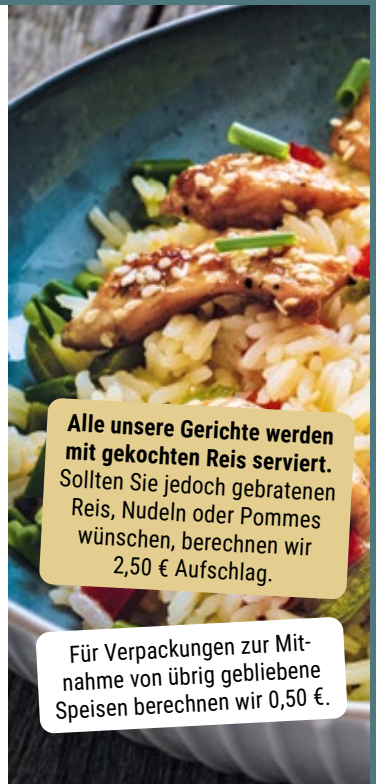 Alle unsere Gerichte werden
mit gekochten Reis serviert.
Sollten Sie jedoch gebratenen
Reis, Nudeln oder Pommes
wünschen, berechnen wir
2,50 € Aufschlag.
Für Verpackungen zur Mit-
nahme von übrig gebliebene
Speisen berechnen wir 0,50 €.